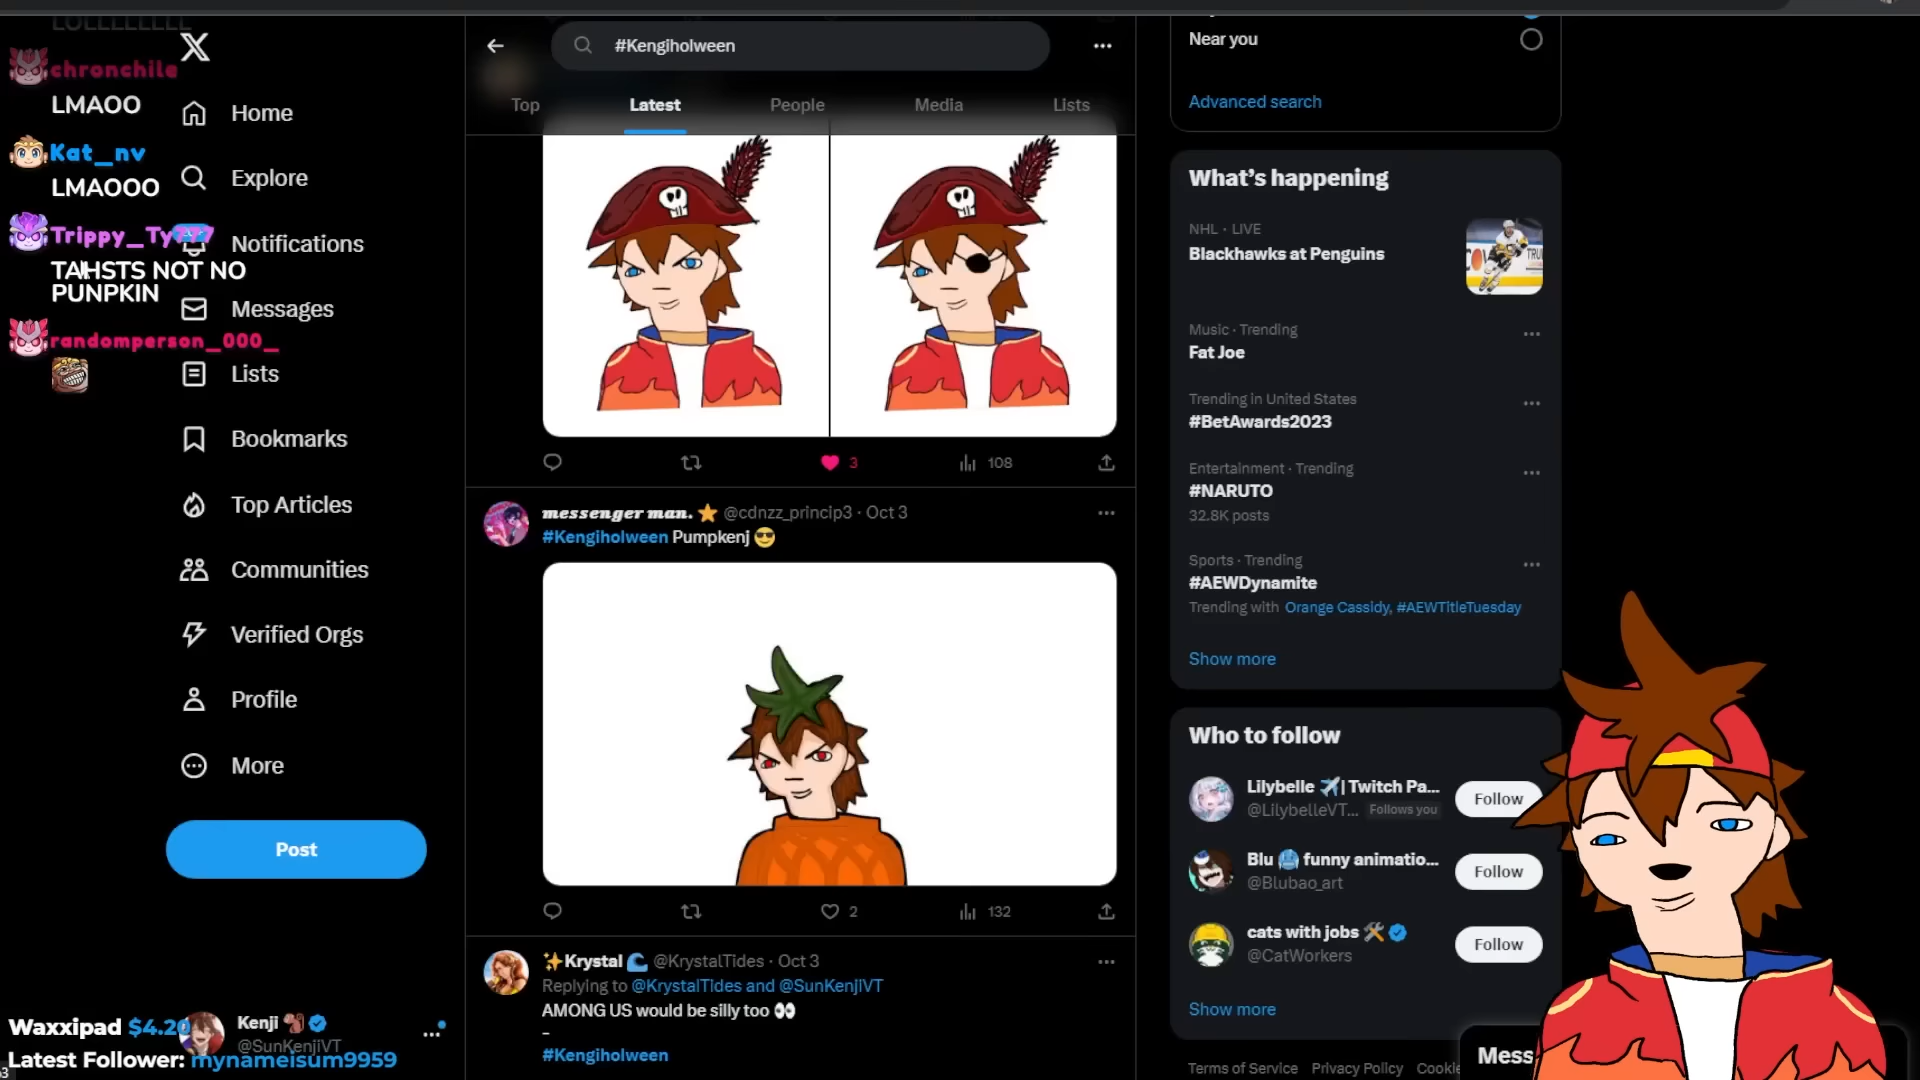 LOLLLLLLLL
chronchile
LMAOO
Kat_nv
LMAOOO
Trippy_Ty777
TAHSTS NOT NO
PUNPKIN
randomperson_000_
Home
Explore
Notifications
Messages
Lists
Bookmarks
Top Articles
Communities
Verified Orgs
Profile
More
Post
Kenji
@SunKenjiVT
Waxxipad $4.20
Latest Follower: mynameisum9959
#Kengiholween
Top
Latest
People
Media
Lists
3
108
messenger man. @cdnzz_princip3 · Oct 3
#Kengiholween Pumpkenj
2
132
Krystal @KrystalTides · Oct 3
Replying to @KrystalTides and @SunKenjiVT
AMONG US would be silly too
-
#Kengiholween
Near you
Advanced search
What's happening
NHL · LIVE
Blackhawks at Penguins
Music · Trending
Fat Joe
Trending in United States
#BetAwards2023
Entertainment · Trending
#NARUTO
32.8K posts
Sports · Trending
#AEWDynamite
Trending with Orange Cassidy, #AEWTitleTuesday
Show more
Who to follow
Lilybelle | Twitch Pa...
@LilybelleVT... Follows you
Follow
Blu funny animatio...
@Blubao_art
Follow
cats with jobs
@CatWorkers
Follow
Show more
Terms of Service Privacy Policy Cookie
Mess